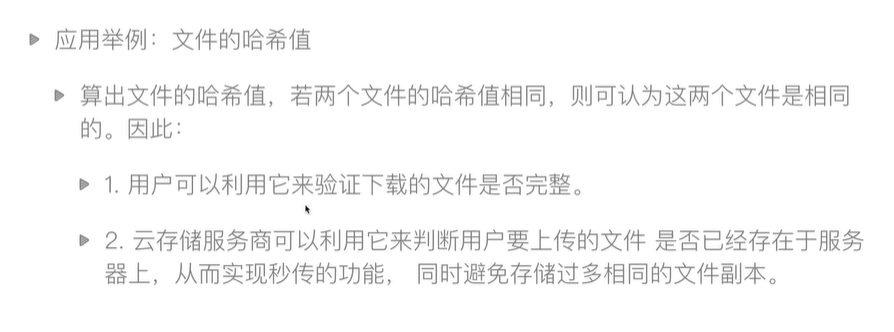 应用举例：文件的哈希值
算出文件的哈希值，若两个文件的哈希值相同，则可认为这两个文件是相同
的。因此：
1. 用户可以利用它来验证下载的文件是否完整。
2. 云存储服务商可以利用它来判断用户要上传的文件 是否已经存在于服务
器上，从而实现秒传的功能， 同时避免存储过多相同的文件副本。